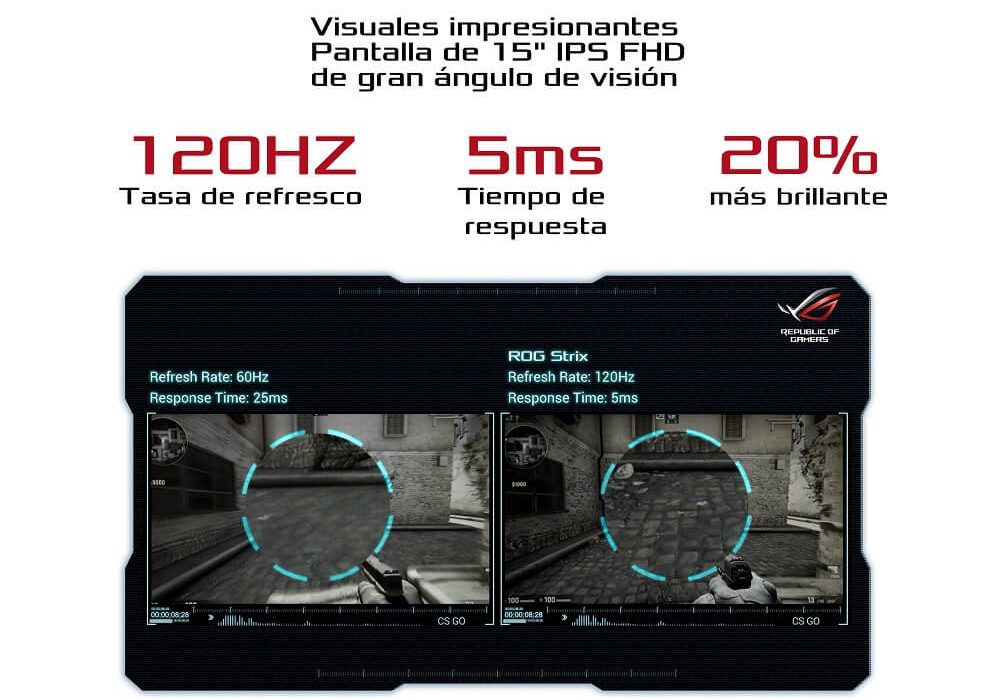 Visuales impresionantes
Pantalla de 15" IPS FHD
de gran ángulo de visión
120HZ
Tasa de refresco
5ms
Tiempo de
respuesta
20%
más brillante
REPUBLIC OF
GAMERS
Refresh Rate: 60Hz
Response Time: 25ms
ROG Strix
Refresh Rate: 120Hz
Response Time: 5ms
00:00:08:28
CS GO
100
100
00:00:08:28
CS GO